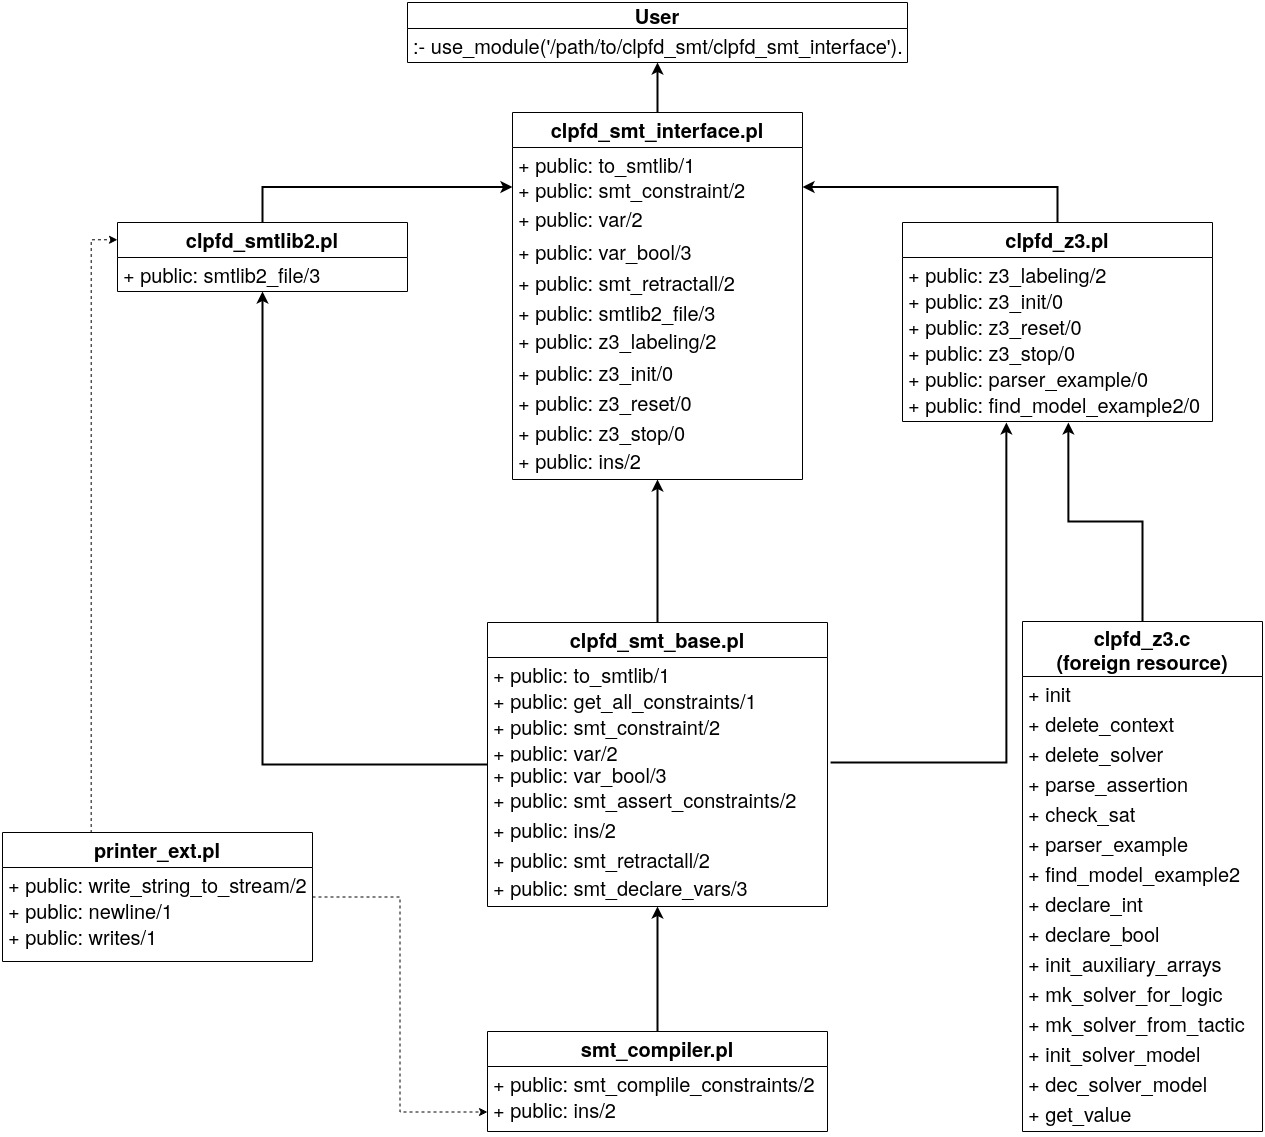 User
:- use_module('/path/to/clpfd_smt/clpfd_smt_interface').
clpfd_smt_interface.pl
+ public: to_smtlib/1
+ public: smt_constraint/2
+ public: var/2
+ public: var_bool/3
+ public: smt_retractall/2
+ public: smtlib2_file/3
+ public: z3_labeling/2
+ public: z3_init/0
+ public: z3_reset/0
+ public: z3_stop/0
+ public: ins/2
clpfd_smtlib2.pl
+ public: smtlib2_file/3
clpfd_z3.pl
+ public: z3_labeling/2
+ public: z3_init/0
+ public: z3_reset/0
+ public: z3_stop/0
+ public: parser_example/0
+ public: find_model_example2/0
clpfd_smt_base.pl
+ public: to_smtlib/1
+ public: get_all_constraints/1
+ public: smt_constraint/2
+ public: var/2
+ public: var_bool/3
+ public: smt_assert_constraints/2
+ public: ins/2
+ public: smt_retractall/2
+ public: smt_declare_vars/3
clpfd_z3.c
(foreign resource)
+ init
+ delete_context
+ delete_solver
+ parse_assertion
+ check_sat
+ parser_example
+ find_model_example2
+ declare_int
+ declare_bool
+ init_auxiliary_arrays
+ mk_solver_for_logic
+ mk_solver_from_tactic
+ init_solver_model
+ dec_solver_model
+ get_value
printer_ext.pl
+ public: write_string_to_stream/2
+ public: newline/1
+ public: writes/1
smt_compiler.pl
+ public: smt_complile_constraints/2
+ public: ins/2